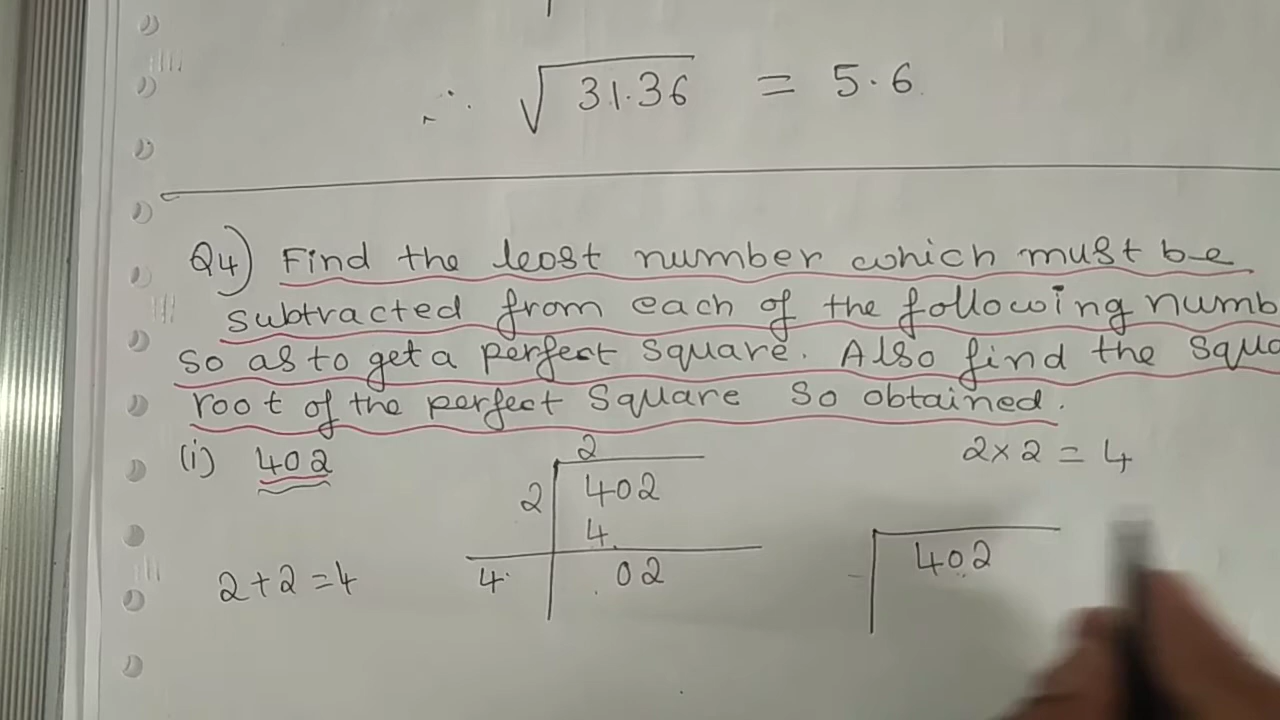 ∴ √31.36 = 5.6
Q4) Find the least number which must be
subtracted from each of the following numb
so as to get a perfect square. Also find the squa
root of the perfect square so obtained.
(i) 402
2
2 402
4
4 02
2+2=4
2×2=4
402